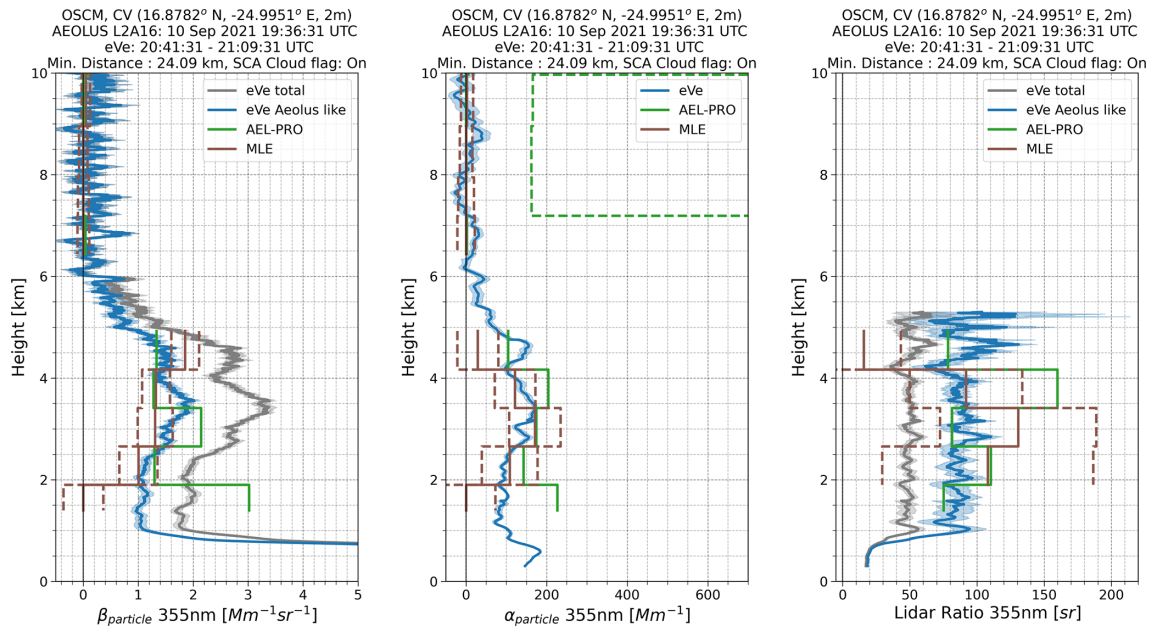 OSCM, CV (16.8782° N, -24.9951° E, 2m)
AEOLUS L2A16: 10 Sep 2021 19:36:31 UTC
eVe: 20:41:31 - 21:09:31 UTC
Min. Distance : 24.09 km, SCA Cloud flag: On
10
8
6
4
2
0
Height [km]
eVe total
eVe Aeolus like
AEL-PRO
MLE
0 1 2 3 4 5
βparticle 355nm [Mm⁻¹sr⁻¹]
OSCM, CV (16.8782° N, -24.9951° E, 2m)
AEOLUS L2A16: 10 Sep 2021 19:36:31 UTC
eVe: 20:41:31 - 21:09:31 UTC
Min. Distance : 24.09 km, SCA Cloud flag: On
10
8
6
4
2
0
Height [km]
eVe
AEL-PRO
MLE
0 200 400 600
αparticle 355nm [Mm⁻¹]
OSCM, CV (16.8782° N, -24.9951° E, 2m)
AEOLUS L2A16: 10 Sep 2021 19:36:31 UTC
eVe: 20:41:31 - 21:09:31 UTC
Min. Distance : 24.09 km, SCA Cloud flag: On
10
8
6
4
2
0
Height [km]
eVe total
eVe Aeolus like
AEL-PRO
MLE
0 50 100 150 200
Lidar Ratio 355nm [sr]